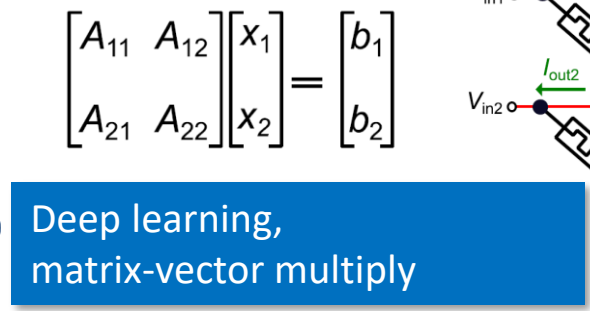 [A11 A12] [x1] = [b1]
[A21 A22] [x2] [b2]
Iout2
Vin2
Deep learning,
matrix-vector multiply